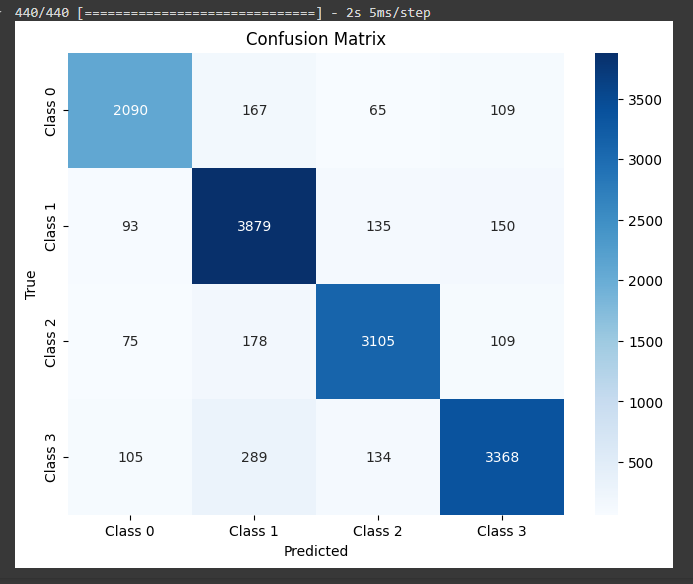 440/440 [==============================] - 2s 5ms/step
Confusion Matrix
Class 0 2090 167 65 109
3500
3000
Class 1 93 3879 135 150
2500
True
2000
Class 2 75 178 3105 109
1500
1000
Class 3 105 289 134 3368
500
Class 0 Class 1 Class 2 Class 3
Predicted